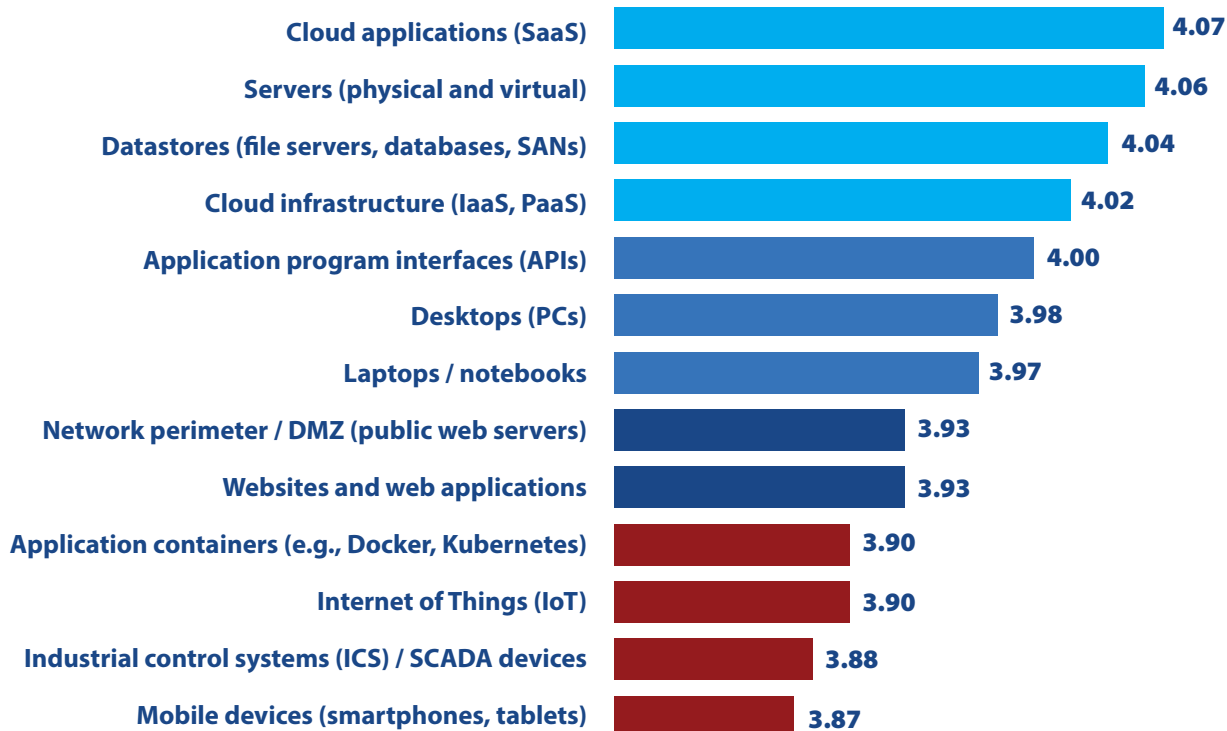 Cloud applications (SaaS) 4.07
Servers (physical and virtual) 4.06
Datastores (file servers, databases, SANs) 4.04
Cloud infrastructure (IaaS, PaaS) 4.02
Application program interfaces (APIs) 4.00
Desktops (PCs) 3.98
Laptops / notebooks 3.97
Network perimeter / DMZ (public web servers) 3.93
Websites and web applications 3.93
Application containers (e.g., Docker, Kubernetes) 3.90
Internet of Things (IoT) 3.90
Industrial control systems (ICS) / SCADA devices 3.88
Mobile devices (smartphones, tablets) 3.87